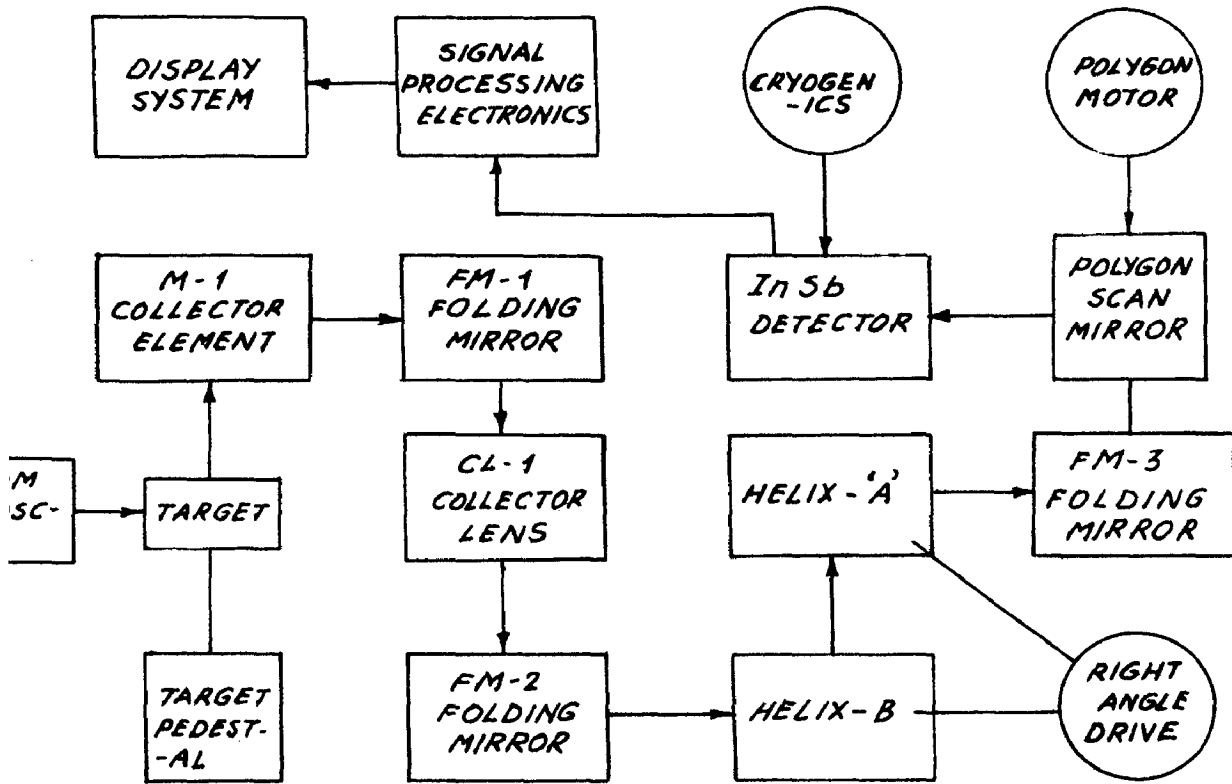 DISPLAY
SYSTEM
SIGNAL
PROCESSING
ELECTRONICS
CRYOGEN
-ICS
POLYGON
MOTOR
M-1
COLLECTOR
ELEMENT
FM-1
FOLDING
MIRROR
InSb
DETECTOR
POLYGON
SCAN
MIRROR
TARGET
CL-1
COLLECTOR
LENS
HELIX-'A'
FM-3
FOLDING
MIRROR
TARGET
PEDEST-
-AL
FM-2
FOLDING
MIRROR
HELIX-B
RIGHT
ANGLE
DRIVE